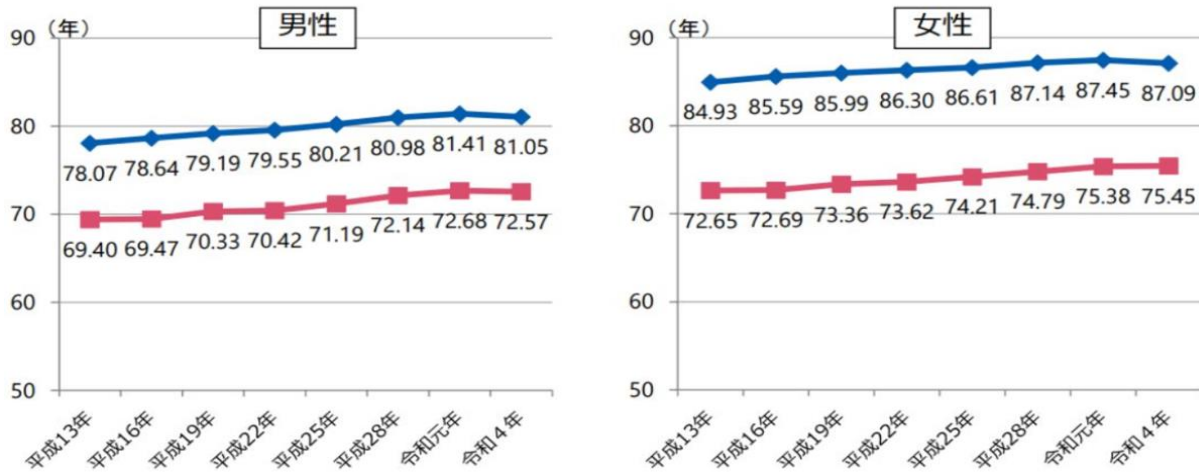 男性
（年）
90
80
70
60
50
78.07 78.64 79.19 79.55 80.21 80.98 81.41 81.05
69.40 69.47 70.33 70.42 71.19 72.14 72.68 72.57
平成13年 平成16年 平成19年 平成22年 平成25年 平成28年 令和元年 令和４年
女性
（年）
90
80
70
60
50
84.93 85.59 85.99 86.30 86.61 87.14 87.45 87.09
72.65 72.69 73.36 73.62 74.21 74.79 75.38 75.45
平成13年 平成16年 平成19年 平成22年 平成25年 平成28年 令和元年 令和４年